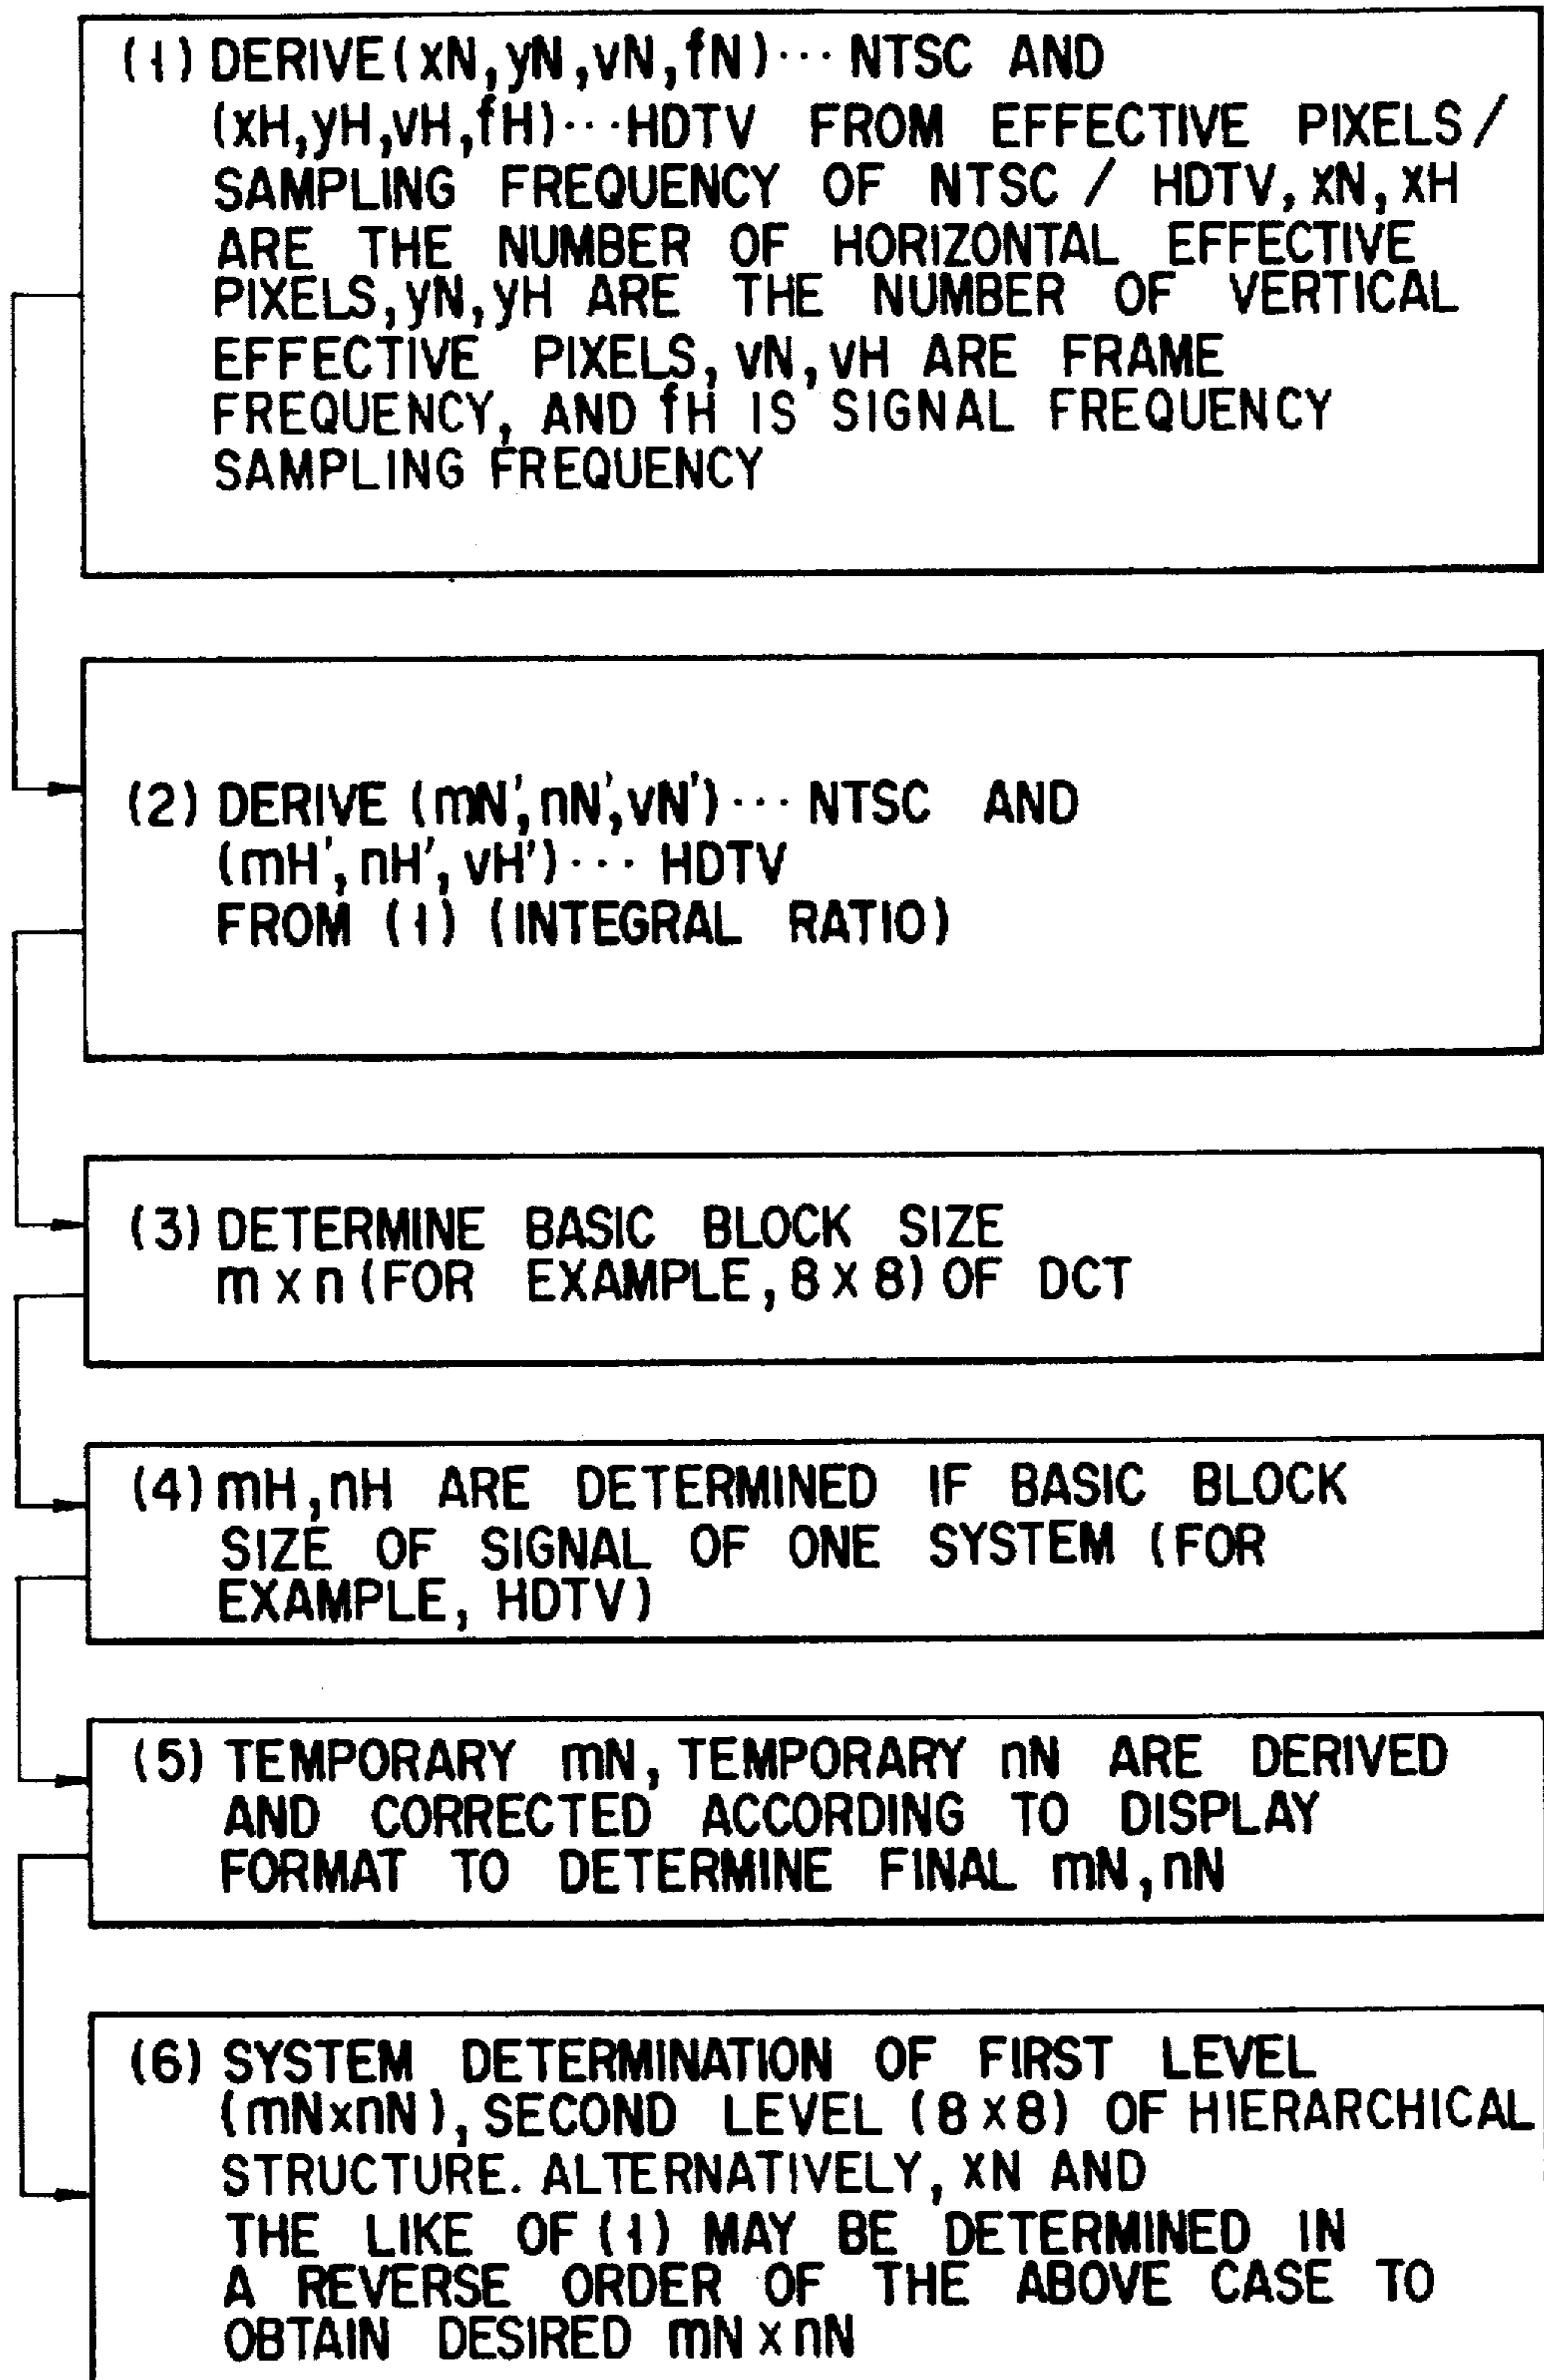 (1) DERIVE(xN,yN,vN,fN)··· NTSC AND
(xH,yH,vH,fH)···HDTV FROM EFFECTIVE PIXELS/
SAMPLING FREQUENCY OF NTSC / HDTV, xN, xH
ARE THE NUMBER OF HORIZONTAL EFFECTIVE
PIXELS, yN, yH ARE THE NUMBER OF VERTICAL
EFFECTIVE PIXELS, vN, vH ARE FRAME
FREQUENCY, AND fH IS SIGNAL FREQUENCY
SAMPLING FREQUENCY
(2) DERIVE (mN',nN',vN')··· NTSC AND
(mH', nH', vH')··· HDTV
FROM (1) (INTEGRAL RATIO)
(3) DETERMINE BASIC BLOCK SIZE
m x n (FOR EXAMPLE, 8 x 8) OF DCT
(4) mH, nH ARE DETERMINED IF BASIC BLOCK
SIZE OF SIGNAL OF ONE SYSTEM (FOR
EXAMPLE, HDTV)
(5) TEMPORARY mN, TEMPORARY nN ARE DERIVED
AND CORRECTED ACCORDING TO DISPLAY
FORMAT TO DETERMINE FINAL mN, nN
(6) SYSTEM DETERMINATION OF FIRST LEVEL
(mNxnN), SECOND LEVEL (8 x 8) OF HIERARCHICAL
STRUCTURE. ALTERNATIVELY, xN AND
THE LIKE OF (1) MAY BE DETERMINED IN
A REVERSE ORDER OF THE ABOVE CASE TO
OBTAIN DESIRED mN x nN